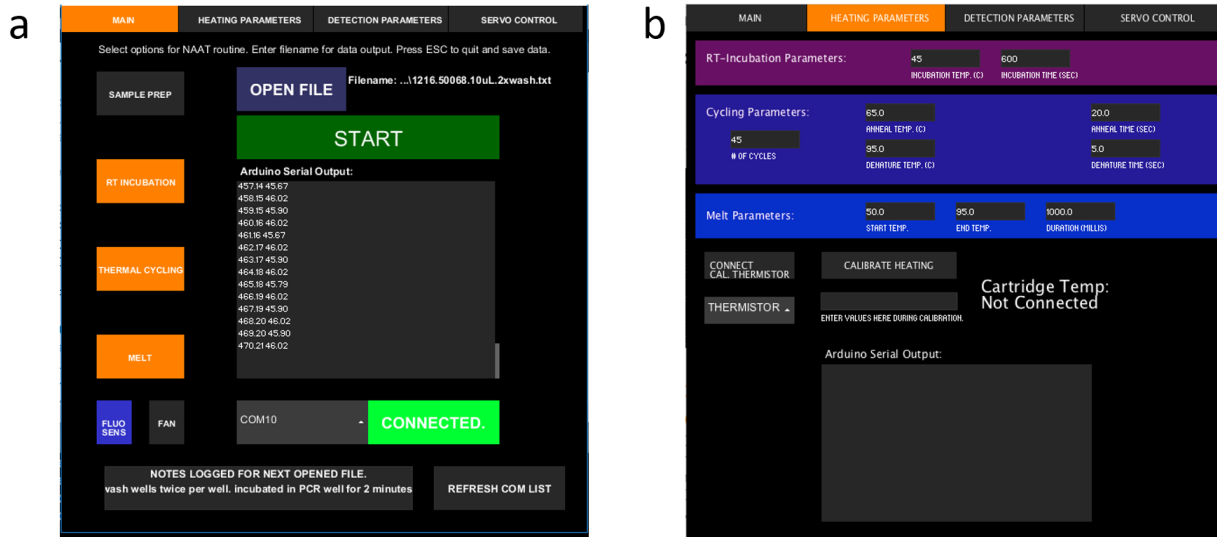 a
MAIN HEATING PARAMETERS DETECTION PARAMETERS SERVO CONTROL
Select options for NAAT routine. Enter filename for data output. Press ESC to quit and save data.
SAMPLE PREP
OPEN FILE
Filename: ...\1216.50068.10uL.2xwash.txt
START
RT INCUBATION
Arduino Serial Output:
457.14 45.67
458.15 46.02
459.15 45.90
460.16 46.02
461.16 45.67
462.17 46.02
463.17 45.90
464.18 46.02
465.18 45.79
466.19 46.02
467.19 45.90
468.20 46.02
469.20 45.90
470.21 46.02
THERMAL CYCLING
MELT
FLUO
SENS
FAN
COM10
CONNECTED.
NOTES LOGGED FOR NEXT OPENED FILE.
vash wells twice per well. incubated in PCR well for 2 minutes
REFRESH COM LIST
b
MAIN HEATING PARAMETERS DETECTION PARAMETERS SERVO CONTROL
RT-Incubation Parameters:
45 600
INCUBATION TEMP. (C) INCUBATION TIME (SEC)
Cycling Parameters:
45
# OF CYCLES
65.0 20.0
ANNEAL TEMP. (C) ANNEAL TIME (SEC)
95.0 5.0
DENATURE TEMP. (C) DENATURE TIME (SEC)
Melt Parameters:
50.0 95.0 1000.0
START TEMP. END TEMP. DURATION (MILLIS)
CONNECT
CAL. THERMISTOR
CALIBRATE HEATING
THERMISTOR
ENTER VALUES HERE DURING CALIBRATION.
Cartridge Temp:
Not Connected
Arduino Serial Output: